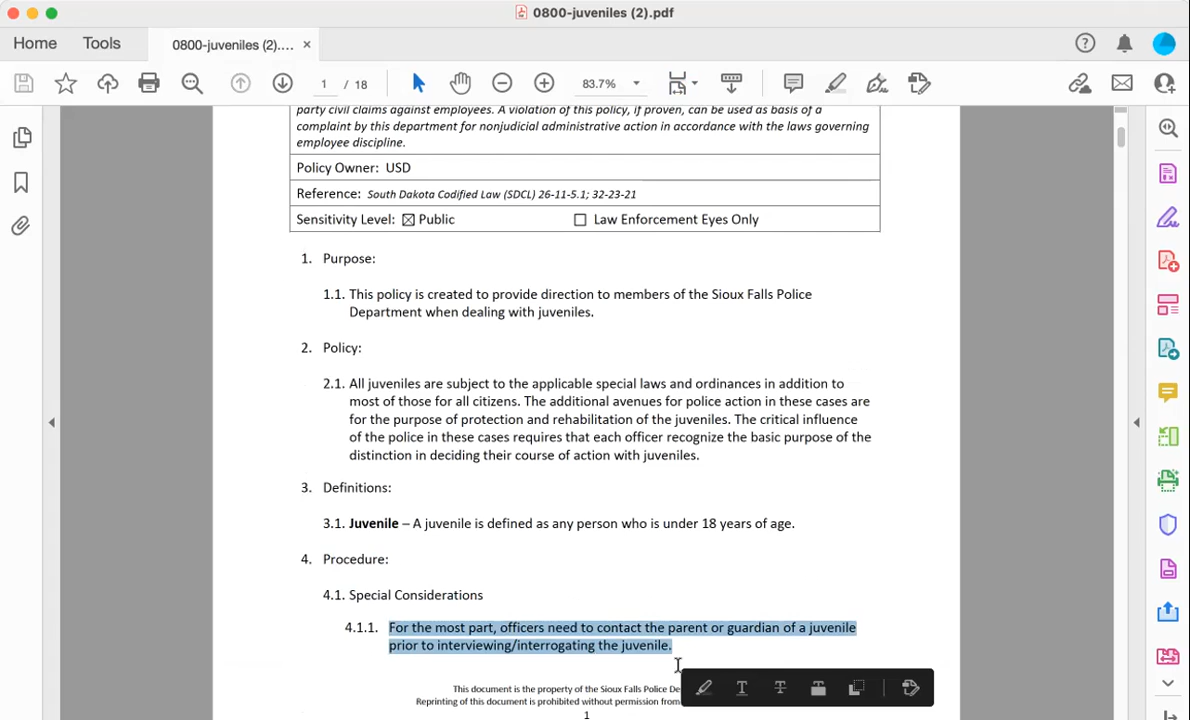 0800-juveniles (2).pdf
Home Tools 0800-juveniles (2).... ×
1 / 18 83.7%
party civil claims against employees. A violation of this policy, if proven, can be used as basis of a
complaint by this department for nonjudicial administrative action in accordance with the laws governing
employee discipline.
Policy Owner: USD
Reference: South Dakota Codified Law (SDCL) 26-11-5.1; 32-23-21
Sensitivity Level: ☒ Public ☐ Law Enforcement Eyes Only
1. Purpose:
1.1. This policy is created to provide direction to members of the Sioux Falls Police
Department when dealing with juveniles.
2. Policy:
2.1. All juveniles are subject to the applicable special laws and ordinances in addition to
most of those for all citizens. The additional avenues for police action in these cases are
for the purpose of protection and rehabilitation of the juveniles. The critical influence
of the police in these cases requires that each officer recognize the basic purpose of the
distinction in deciding their course of action with juveniles.
3. Definitions:
3.1. Juvenile – A juvenile is defined as any person who is under 18 years of age.
4. Procedure:
4.1. Special Considerations
4.1.1. For the most part, officers need to contact the parent or guardian of a juvenile
prior to interviewing/interrogating the juvenile.
This document is the property of the Sioux Falls Police De
Reprinting of this document is prohibited without permission from
1